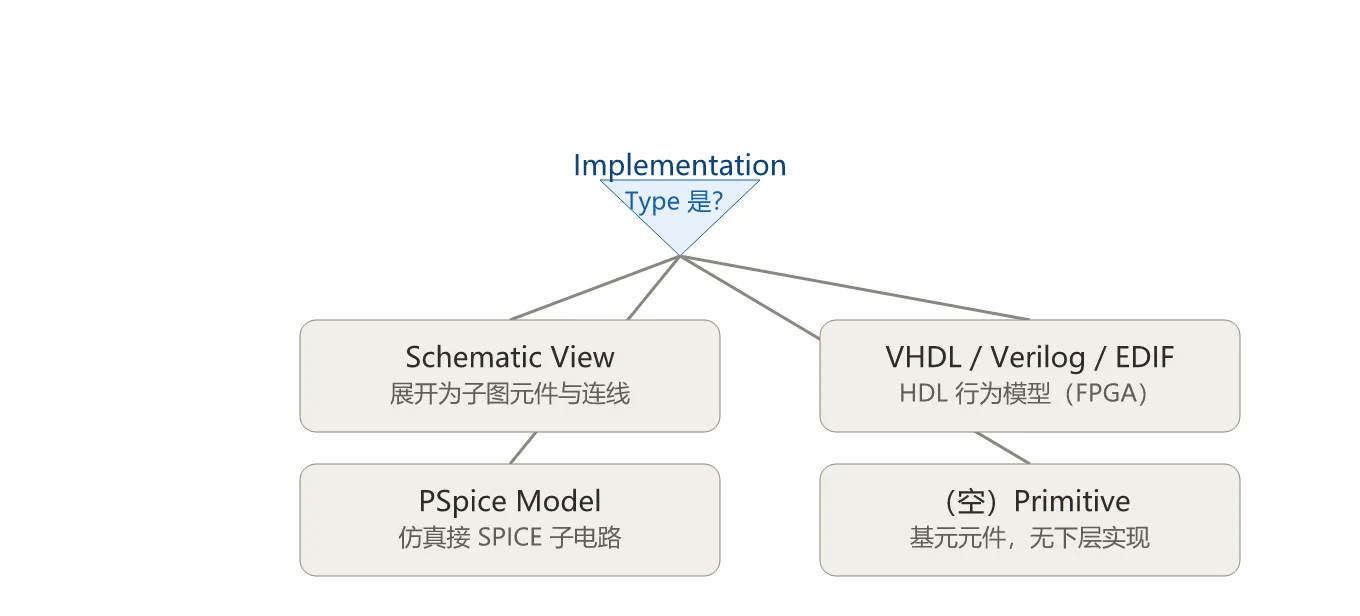 Implementation
Type 是?
Schematic View
展开为子图元件与连线
VHDL / Verilog / EDIF
HDL 行为模型（FPGA）
PSpice Model
仿真接 SPICE 子电路
（空）Primitive
基元元件，无下层实现